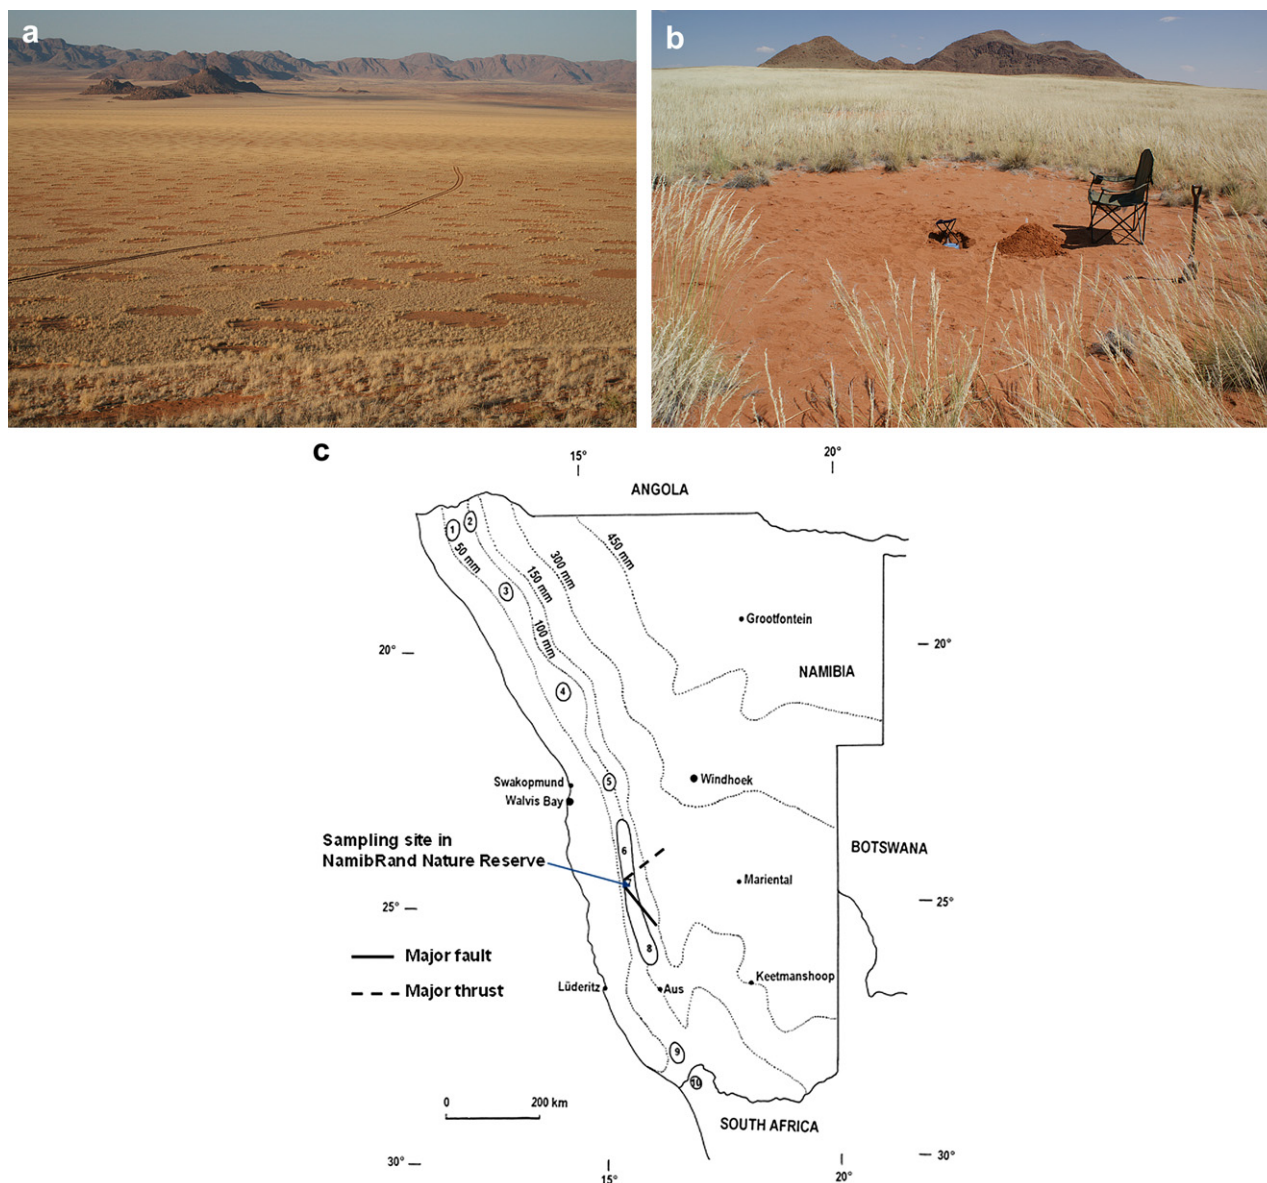 a
b
c
15°
20°
ANGOLA
1
2
50 mm
150 mm
300 mm
450 mm
3
100 mm
Grootfontein
20°
20°
NAMIBIA
4
5
Swakopmund
Walvis Bay
Windhoek
Sampling site in
NamibRand Nature Reserve
6
BOTSWANA
Mariental
25°
25°
8
Major fault
Major thrust
Keetmanshoop
Lüderitz
Aus
9
10
0
200 km
SOUTH AFRICA
30°
15°
20°
30°